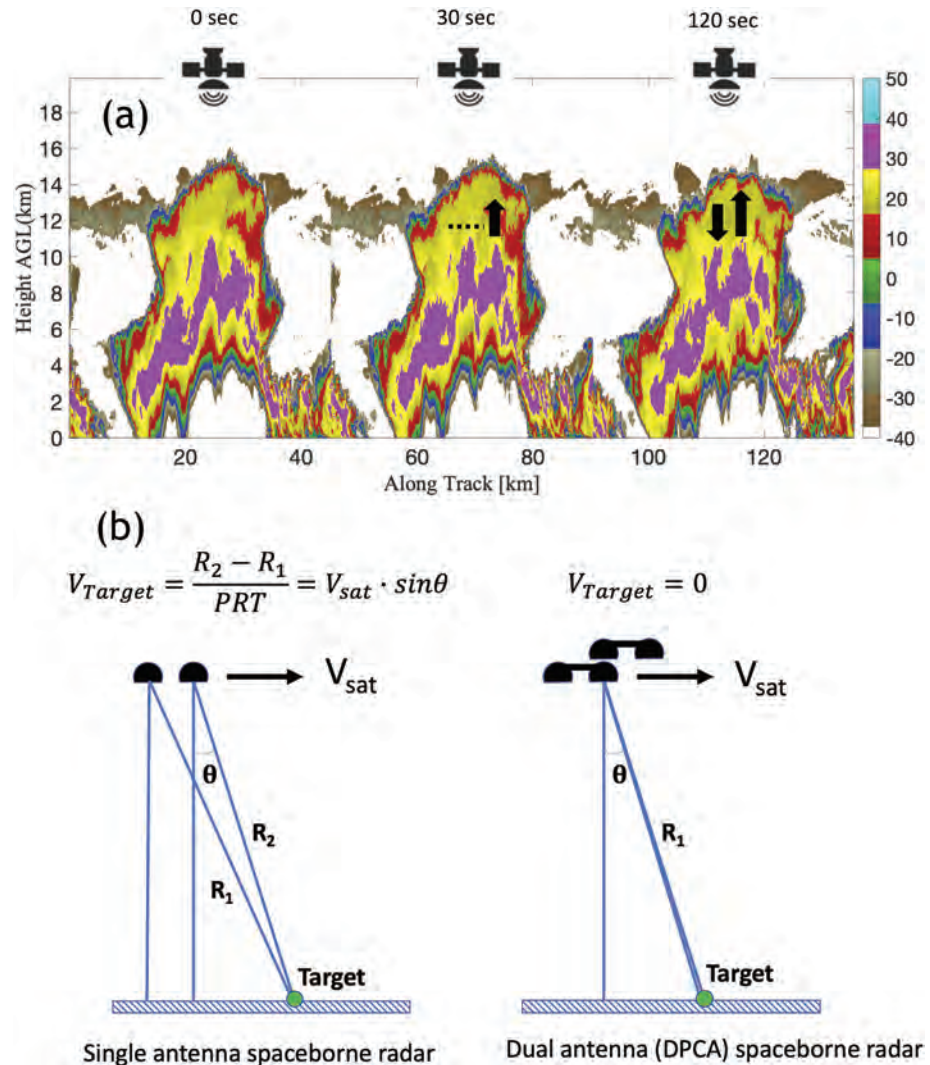 0 sec 30 sec 120 sec
(a)
Height AGL(km)
18
16
14
12
10
8
6
4
2
0
20 40 60 80 100 120
Along Track [km]
50
40
30
20
10
0
-10
-20
-30
-40
(b)
V_Target = (R_2 − R_1)/PRT = V_sat · sinθ
V_Target = 0
V_sat
θ
R_2
R_1
Target
Single antenna spaceborne radar
V_sat
θ
R_1
Target
Dual antenna (DPCA) spaceborne radar